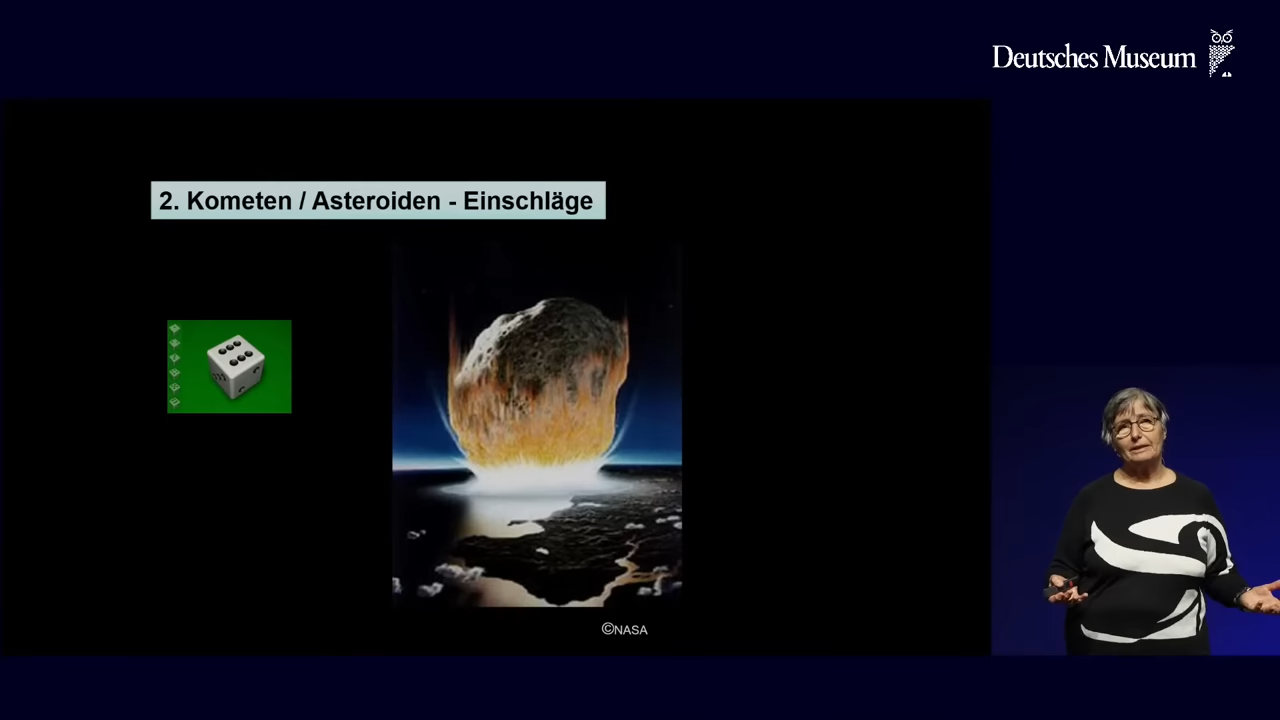 Deutsches Museum
2. Kometen / Asteroiden - Einschläge
©NASA